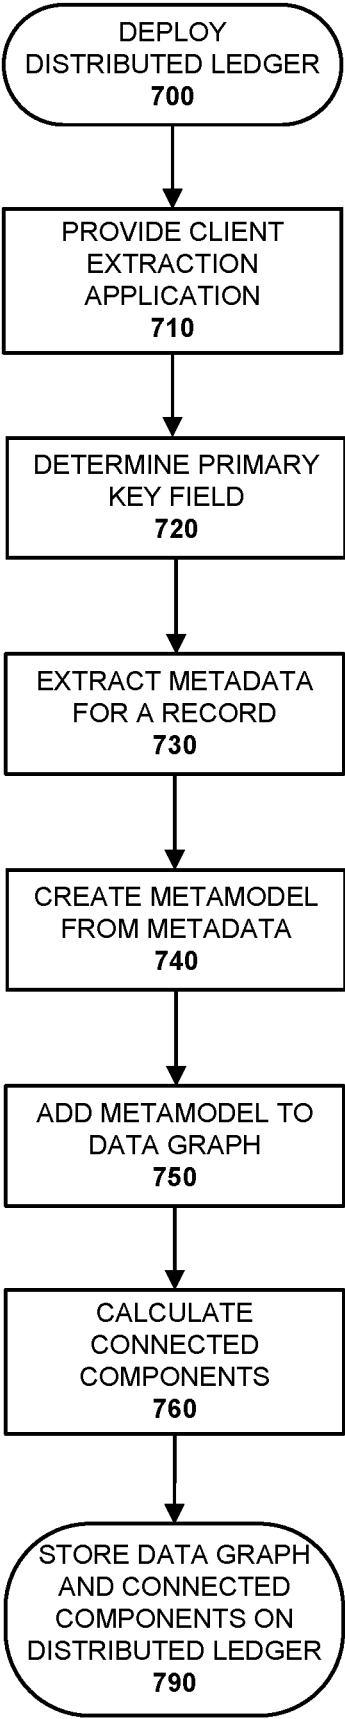 DEPLOY
DISTRIBUTED LEDGER
700
PROVIDE CLIENT
EXTRACTION
APPLICATION
710
DETERMINE PRIMARY
KEY FIELD
720
EXTRACT METADATA
FOR A RECORD
730
CREATE METAMODEL
FROM METADATA
740
ADD METAMODEL TO
DATA GRAPH
750
CALCULATE
CONNECTED
COMPONENTS
760
STORE DATA GRAPH
AND CONNECTED
COMPONENTS ON
DISTRIBUTED LEDGER
790